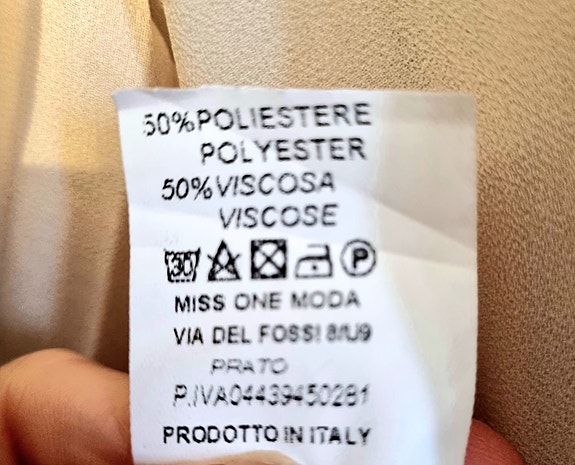 50%POLIESTERE
POLYESTER
50%VISCOSA
VISCOSE
30 P
MISS ONE MODA
VIA DEL FOSSI 8/U9
PRATO
P.IVA04439450281
PRODOTTO IN ITALY